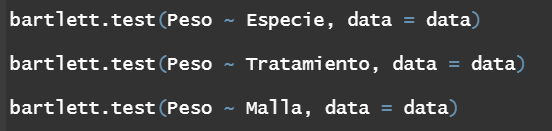 bartlett.test(Peso ~ Especie, data = data)
bartlett.test(Peso ~ Tratamiento, data = data)
bartlett.test(Peso ~ Malla, data = data)